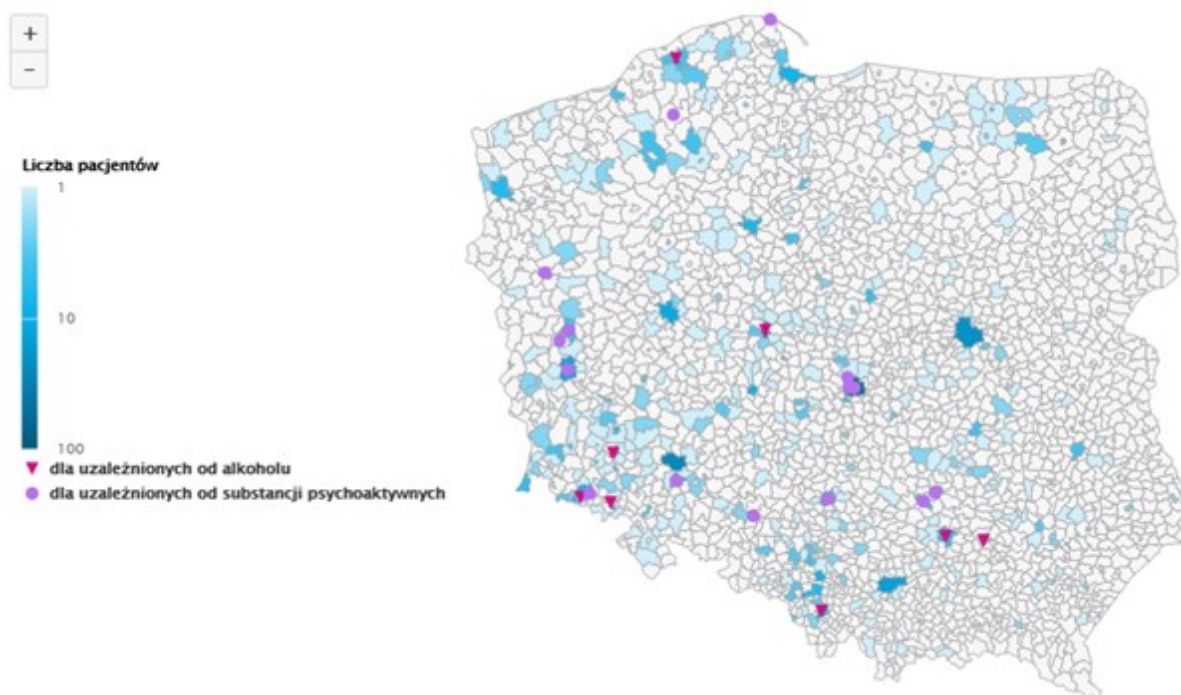 +
−
Liczba pacjentów
1
10
100
dla uzależnionych od alkoholu
dla uzależnionych od substancji psychoaktywnych